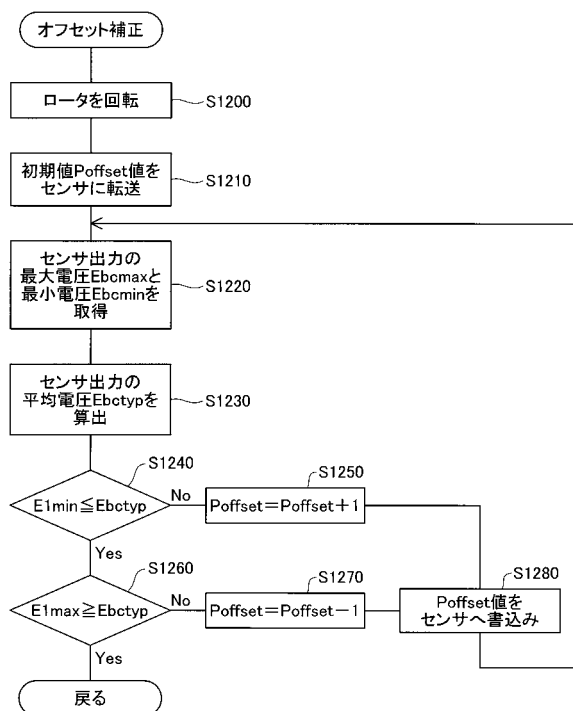 オフセット補正
ロータを回転
S1200
初期値Poffset値を
センサに転送
S1210
センサ出力の
最大電圧Ebcmaxと
最小電圧Ebcminを
取得
S1220
センサ出力の
平均電圧Ebctypを
算出
S1230
S1240
E1min≦Ebctyp
No
Yes
S1250
Poffset=Poffset+1
S1260
E1max≧Ebctyp
No
Yes
S1270
Poffset=Poffset−1
S1280
Poffset値を
センサへ書込み
戻る